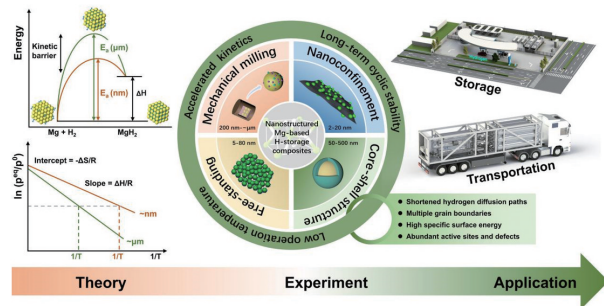 Energy
Kinetic
barrier
Eₐ (μm)
Eₐ (nm)
ΔH
Mg + H₂
MgH₂
ln (pᵉq/p⁰)
Intercept = -ΔS/R
Slope = ΔH/R
~nm
~μm
1/T
1/T
1/T
Accelerated kinetics
Long-term cyclic stability
Low operation temperature
Mechanical milling
200 nm-~μm
Nanoconfinement
2-20 nm
Nanostructured
Mg-based
H-storage
composites
5-80 nm
Free-standing
50-500 nm
Core-shell structure
Storage
Transportation
Shortened hydrogen diffusion paths
Multiple grain boundaries
High specific surface energy
Abundant active sites and defects
Theory
Experiment
Application